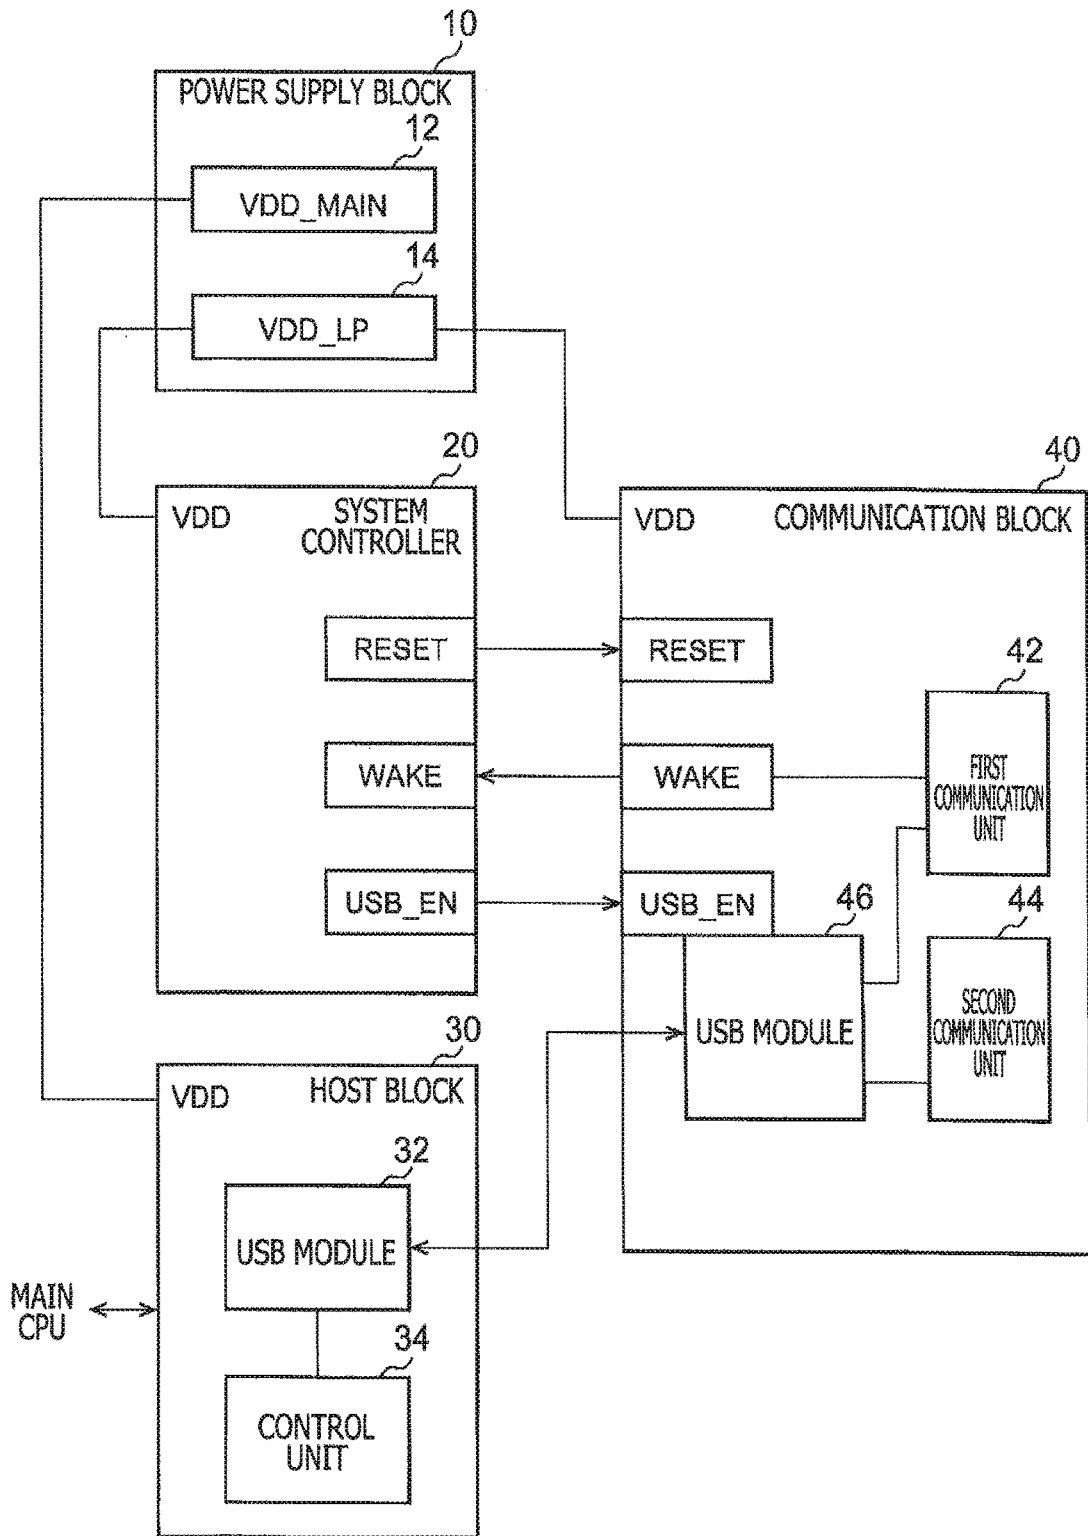 10
POWER SUPPLY BLOCK
12
VDD_MAIN
14
VDD_LP
20
VDD
SYSTEM
CONTROLLER
RESET
WAKE
USB_EN
40
VDD
COMMUNICATION BLOCK
RESET
WAKE
USB_EN
42
FIRST
COMMUNICATION
UNIT
46
USB MODULE
44
SECOND
COMMUNICATION
UNIT
30
VDD
HOST BLOCK
32
USB MODULE
MAIN
CPU
34
CONTROL
UNIT